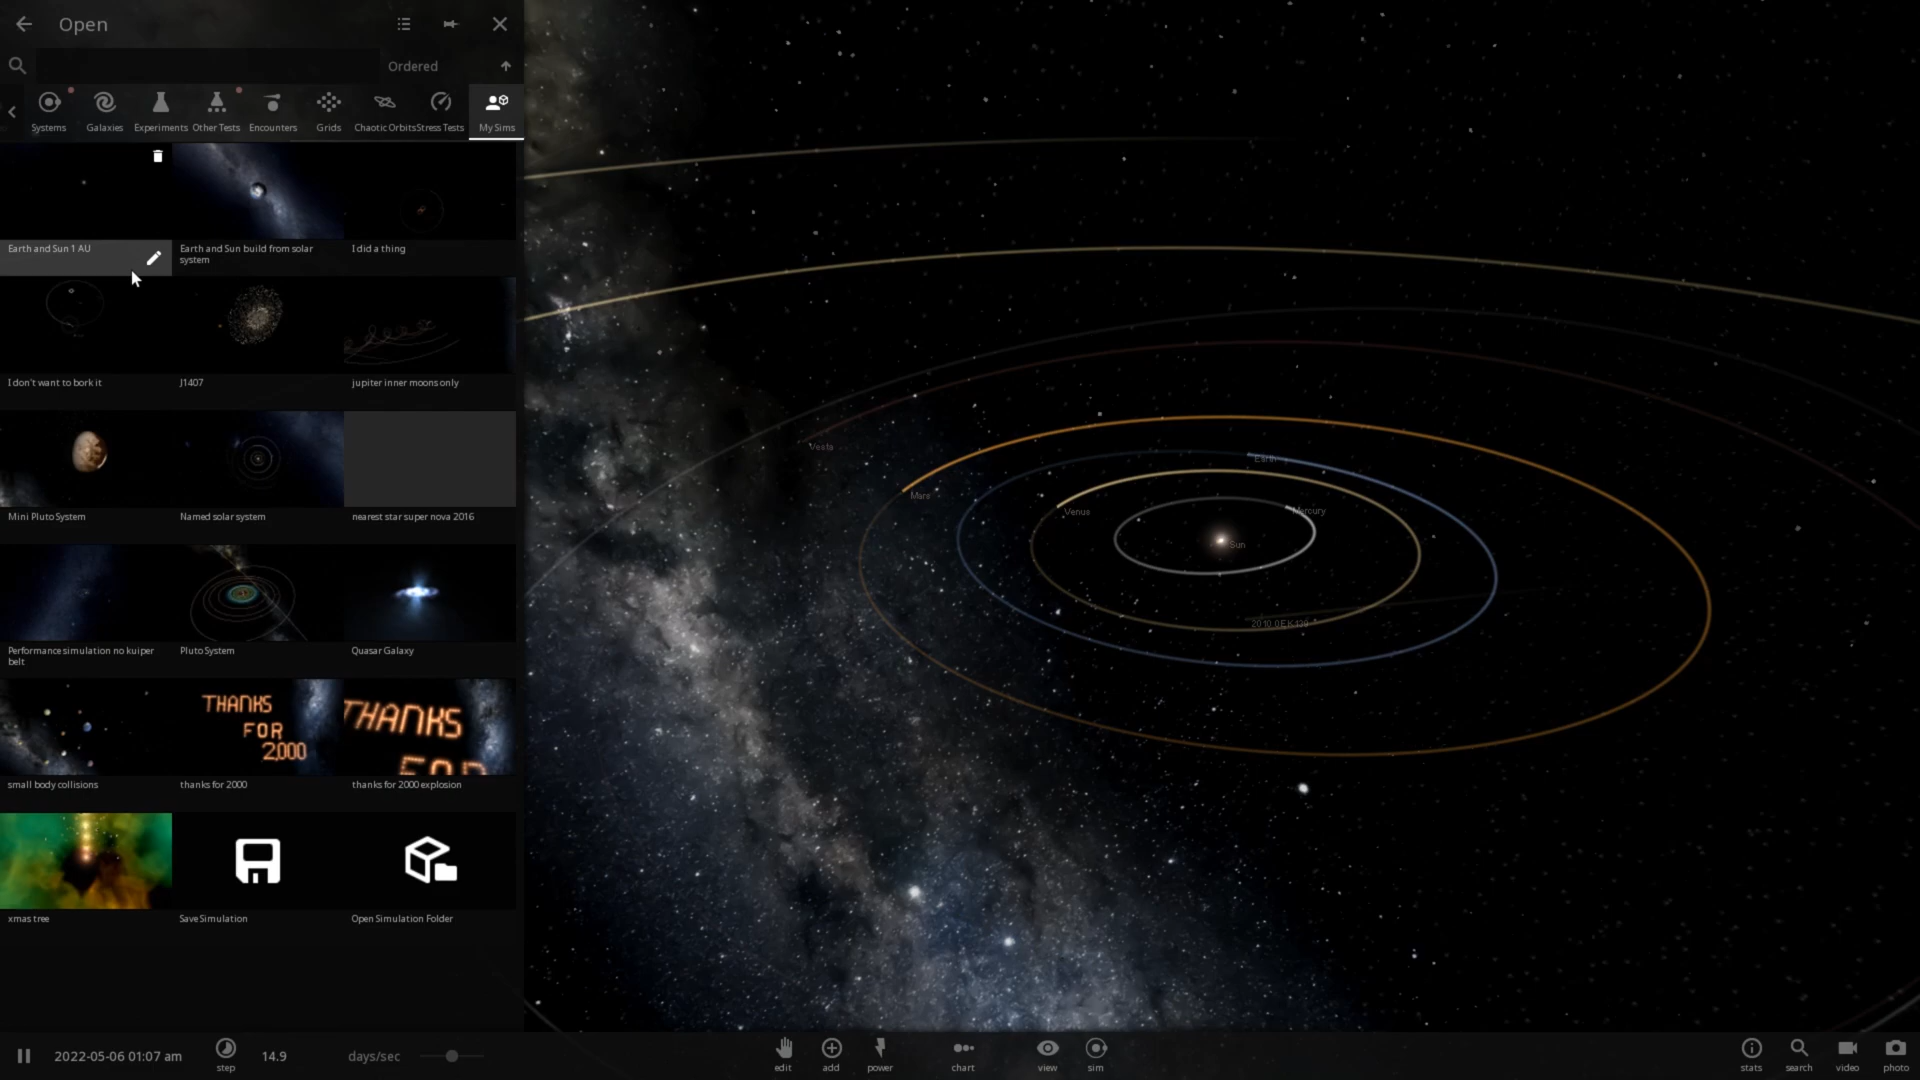 Open
Ordered
Systems
Galaxies
Experiments
Other Tests
Encounters
Grids
Chaotic Orbits
Stress Tests
My Sims
Earth and Sun 1 AU
Earth and Sun build from solar
system
I did a thing
I don't want to bork it
J1407
jupiter inner moons only
Mini Pluto System
Named solar system
nearest star super nova 2016
Performance simulation no kuiper
belt
Pluto System
Quasar Galaxy
THANKS
FOR
2,000
THANKS
FOR
small body collisions
thanks for 2000
thanks for 2000 explosion
xmas tree
Save Simulation
Open Simulation Folder
Vesta
Earth
Mars
Venus
Mercury
Sun
2022-05-06 01:07 am
step
14.9
days/sec
edit
add
power
chart
view
sim
stats
search
video
photo